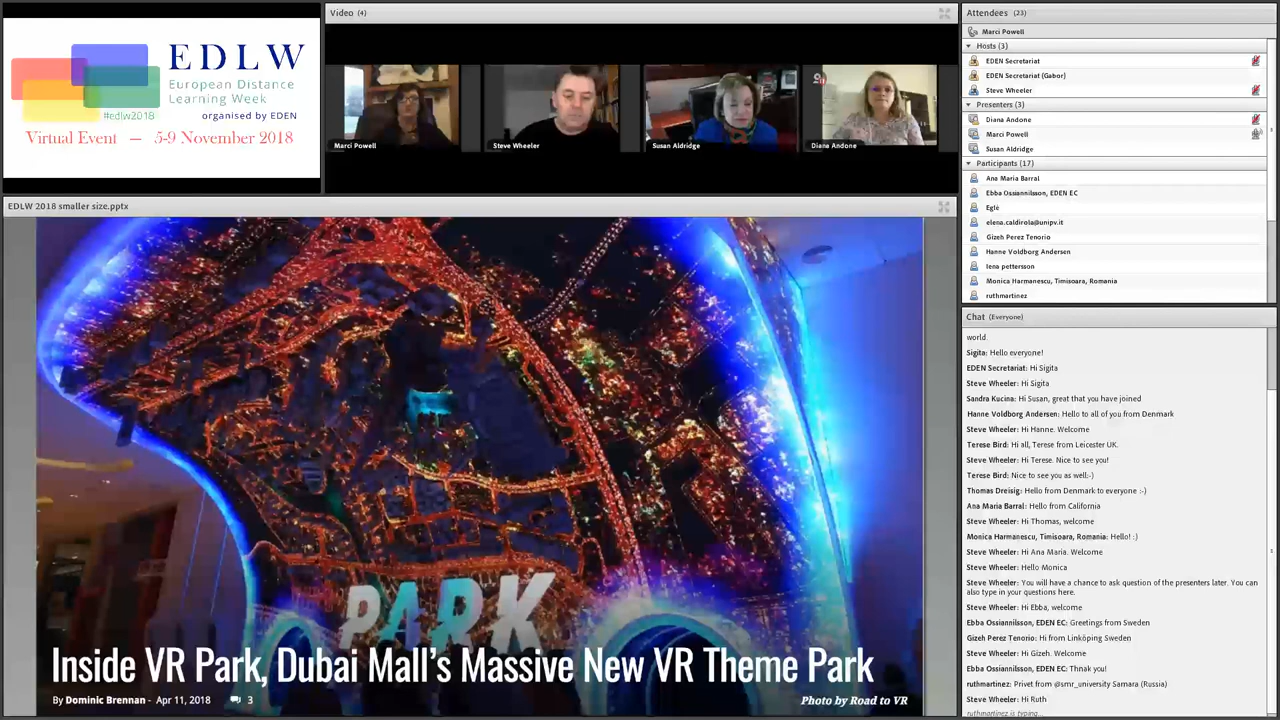 EDLW
European Distance
Learning Week
#edlw2018
organised by EDEN
Virtual Event — 5-9 November 2018
Video (4)
Marci Powell
Steve Wheeler
Susan Aldridge
Diana Andone
EDLW 2018 smaller size.pptx
PARK
Inside VR Park, Dubai Mall's Massive New VR Theme Park
By Dominic Brennan - Apr 11, 2018 3
Photo by Road to VR
Attendees (23)
Marci Powell
Hosts (3)
EDEN Secretariat
EDEN Secretariat (Gabor)
Steve Wheeler
Presenters (3)
Diana Andone
Marci Powell
Susan Aldridge
Participants (17)
Ana Maria Barral
Ebba Ossiannilsson, EDEN EC
Eglė
elena.caldirola@unipv.it
Gizeh Perez Tenorio
Hanne Voldborg Andersen
lena pettersson
Monica Harmanescu, Timisoara, Romania
ruthmartinez
Chat (Everyone)
world.
Sigita: Hello everyone!
EDEN Secretariat: Hi Sigita
Steve Wheeler: Hi Sigita
Sandra Kucina: Hi Susan, great that you have joined
Hanne Voldborg Andersen: Hello to all of you from Denmark
Steve Wheeler: Hi Hanne. Welcome
Terese Bird: Hi all, Terese from Leicester UK.
Steve Wheeler: Hi Terese. Nice to see you!
Terese Bird: Nice to see you as well:-)
Thomas Dreisig: Hello from Denmark to everyone :-)
Ana Maria Barral: Hello from California
Steve Wheeler: Hi Thomas, welcome
Monica Harmanescu, Timisoara, Romania: Hello! :)
Steve Wheeler: Hi Ana Maria. Welcome
Steve Wheeler: Hello Monica
Steve Wheeler: You will have a chance to ask question of the presenters later. You can
also type in your questions here.
Steve Wheeler: Hi Ebba, welcome
Ebba Ossiannilsson, EDEN EC: Greetings from Sweden
Gizeh Perez Tenorio: Hi from Linköping Sweden
Steve Wheeler: Hi Gizeh. Welcome
Ebba Ossiannilsson, EDEN EC: Thnak you!
ruthmartinez: Privet from @smr_university Samara (Russia)
Steve Wheeler: Hi Ruth
ruthmartinez is typing...